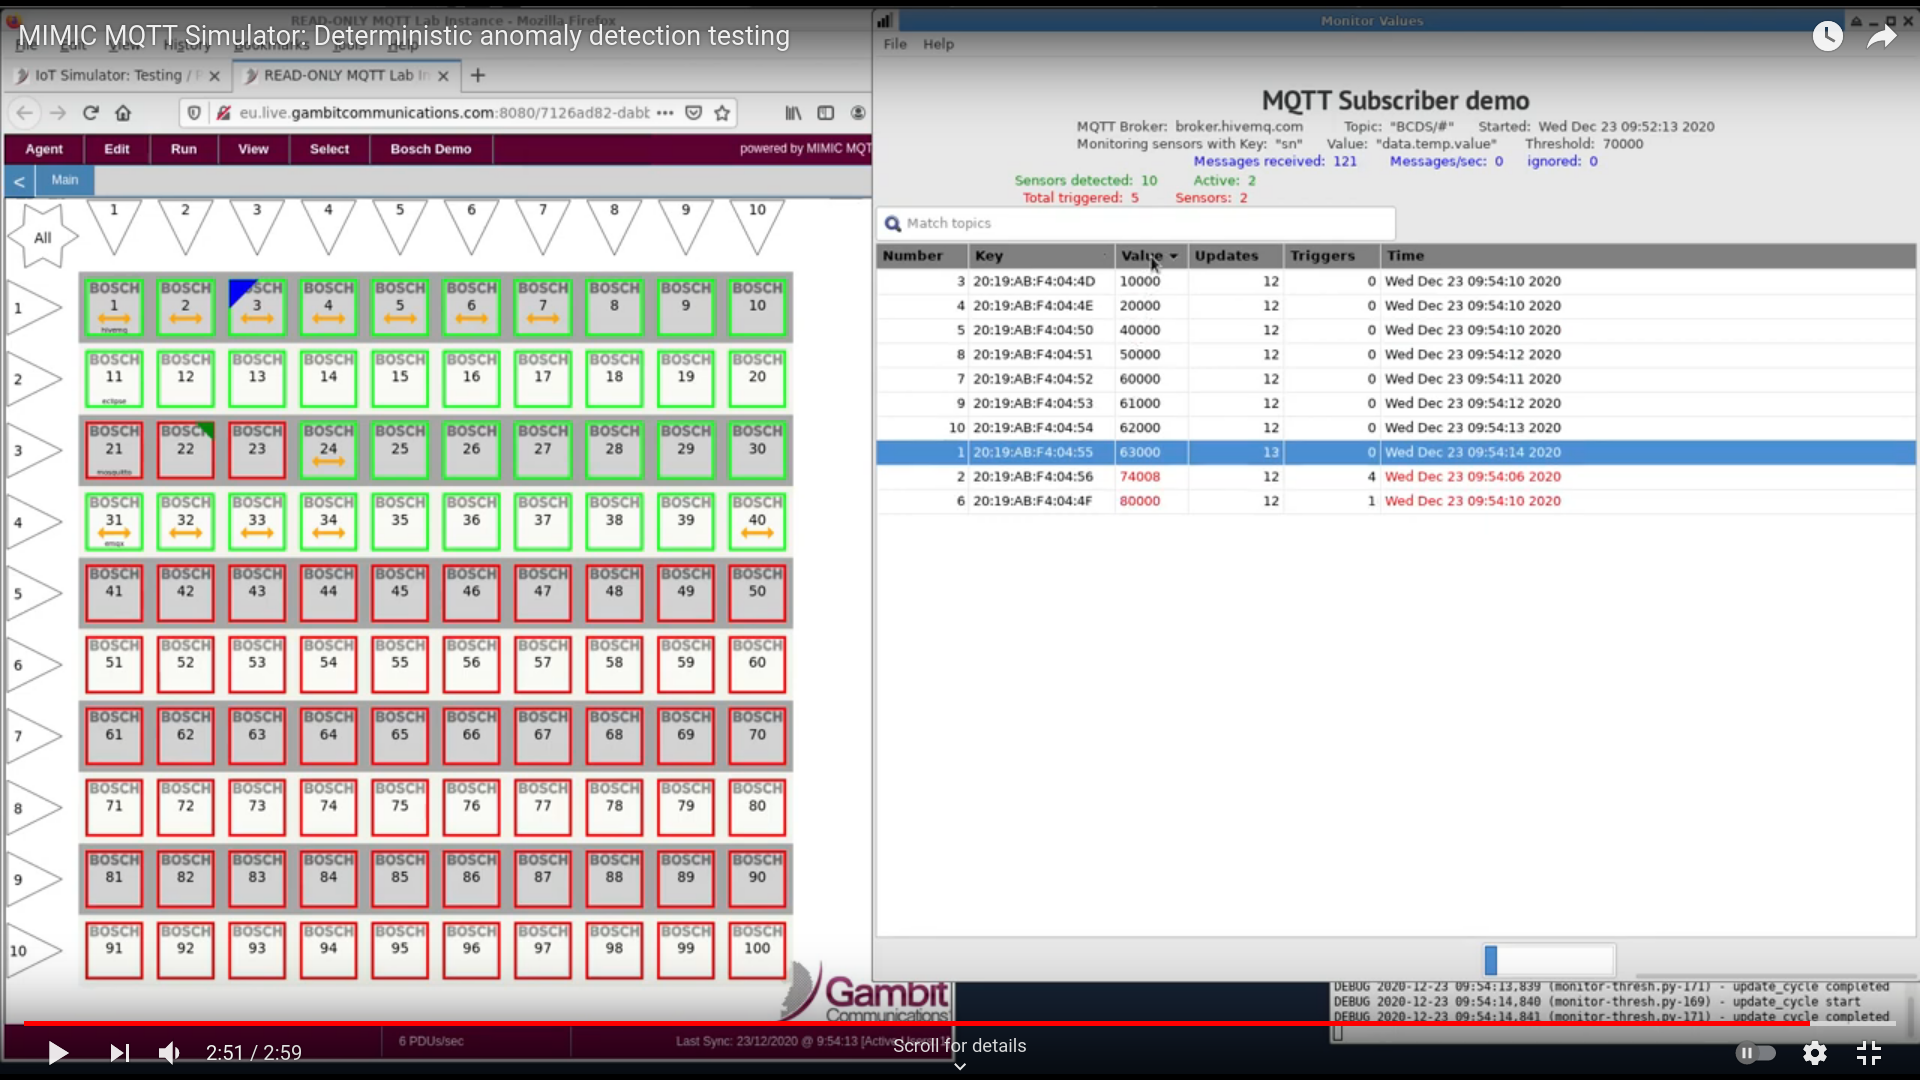 MIMIC MQTT Simulator: Deterministic anomaly detection testing
READ-ONLY MQTT Lab Instance - Mozilla Firefox
File Edit View History Bookmarks Tools Help
IoT Simulator: Testing /
READ-ONLY MQTT Lab In
eu.live.gambitcommunications.com:8080/7126ad82-dabb
Agent Edit Run View Select Bosch Demo powered by MIMIC MQT
< Main
All 1 2 3 4 5 6 7 8 9 10
1
BOSCH BOSCH SCH BOSCH BOSCH BOSCH BOSCH BOSCH BOSCH BOSCH
1 2 3 4 5 6 7 8 9 10
hivemq
2
BOSCH BOSCH BOSCH BOSCH BOSCH BOSCH BOSCH BOSCH BOSCH BOSCH
11 12 13 14 15 16 17 18 19 20
eclipse
3
BOSCH BOSCH BOSCH BOSCH BOSCH BOSCH BOSCH BOSCH BOSCH BOSCH
21 22 23 24 25 26 27 28 29 30
mosquitto
4
BOSCH BOSCH BOSCH BOSCH BOSCH BOSCH BOSCH BOSCH BOSCH BOSCH
31 32 33 34 35 36 37 38 39 40
emqx
5
BOSCH BOSCH BOSCH BOSCH BOSCH BOSCH BOSCH BOSCH BOSCH BOSCH
41 42 43 44 45 46 47 48 49 50
6
BOSCH BOSCH BOSCH BOSCH BOSCH BOSCH BOSCH BOSCH BOSCH BOSCH
51 52 53 54 55 56 57 58 59 60
7
BOSCH BOSCH BOSCH BOSCH BOSCH BOSCH BOSCH BOSCH BOSCH BOSCH
61 62 63 64 65 66 67 68 69 70
8
BOSCH BOSCH BOSCH BOSCH BOSCH BOSCH BOSCH BOSCH BOSCH BOSCH
71 72 73 74 75 76 77 78 79 80
9
BOSCH BOSCH BOSCH BOSCH BOSCH BOSCH BOSCH BOSCH BOSCH BOSCH
81 82 83 84 85 86 87 88 89 90
10
BOSCH BOSCH BOSCH BOSCH BOSCH BOSCH BOSCH BOSCH BOSCH BOSCH
91 92 93 94 95 96 97 98 99 100
Gambit
Communications
6 PDUs/sec
Last Sync: 23/12/2020 @ 9:54:13 [Active
Monitor Values
File Help
MQTT Subscriber demo
MQTT Broker: broker.hivemq.com Topic: "BCDS/#" Started: Wed Dec 23 09:52:13 2020
Monitoring sensors with Key: "sn" Value: "data.temp.value" Threshold: 70000
Messages received: 121 Messages/sec: 0 ignored: 0
Sensors detected: 10 Active: 2
Total triggered: 5 Sensors: 2
Match topics
Number Key Value Updates Triggers Time
3 20:19:AB:F4:04:4D 10000 12 0 Wed Dec 23 09:54:10 2020
4 20:19:AB:F4:04:4E 20000 12 0 Wed Dec 23 09:54:10 2020
5 20:19:AB:F4:04:50 40000 12 0 Wed Dec 23 09:54:10 2020
8 20:19:AB:F4:04:51 50000 12 0 Wed Dec 23 09:54:12 2020
7 20:19:AB:F4:04:52 60000 12 0 Wed Dec 23 09:54:11 2020
9 20:19:AB:F4:04:53 61000 12 0 Wed Dec 23 09:54:12 2020
10 20:19:AB:F4:04:54 62000 12 0 Wed Dec 23 09:54:13 2020
1 20:19:AB:F4:04:55 63000 13 0 Wed Dec 23 09:54:14 2020
2 20:19:AB:F4:04:56 74008 12 4 Wed Dec 23 09:54:06 2020
6 20:19:AB:F4:04:4F 80000 12 1 Wed Dec 23 09:54:10 2020
DEBUG 2020-12-23 09:54:13,839 (monitor-thresh.py-171) - update_cycle completed
DEBUG 2020-12-23 09:54:14,840 (monitor-thresh.py-169) - update_cycle start
DEBUG 2020-12-23 09:54:14,841 (monitor-thresh.py-171) - update_cycle completed
2:51 / 2:59
Scroll for details